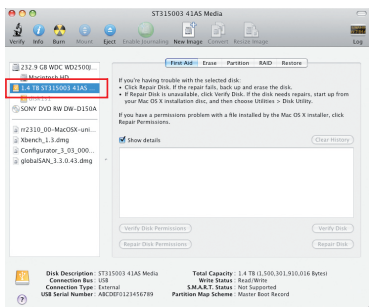 ST315003 41AS Media
Verify Info Burn Mount Eject Enable Journaling New Image Convert Resize Image Log
232.9 GB WDC WD2500J...
Macintosh HD
1.4 TB ST315003 41AS...
SONY DVD RW DW-D150A
rr2310_00-MacOSX-uni...
Xbench_1.3.dmg
Configurator_3_03_000...
globalSAN_3.3.0.43.dmg
First Aid Erase Partition RAID Restore
If you're having trouble with the selected disk:
• Click Repair Disk. If the repair fails, back up and erase the disk.
• If Repair Disk is unavailable, click Verify Disk. If the disk needs repairs, start up from
your Mac OS X installation disc, and then choose Utilities > Disk Utility.
If you have a permissions problem with a file installed by the Mac OS X installer, click
Repair Permissions.
Show details
Clear History
Verify Disk Permissions Verify Disk
Repair Disk Permissions Repair Disk
Disk Description : ST315003 41AS Media Total Capacity : 1.4 TB (1,500,301,910,016 Bytes)
Connection Bus : USB Write Status : Read/Write
Connection Type : External S.M.A.R.T. Status : Not Supported
USB Serial Number : ABCDEF0123456789 Partition Map Scheme : Master Boot Record
?